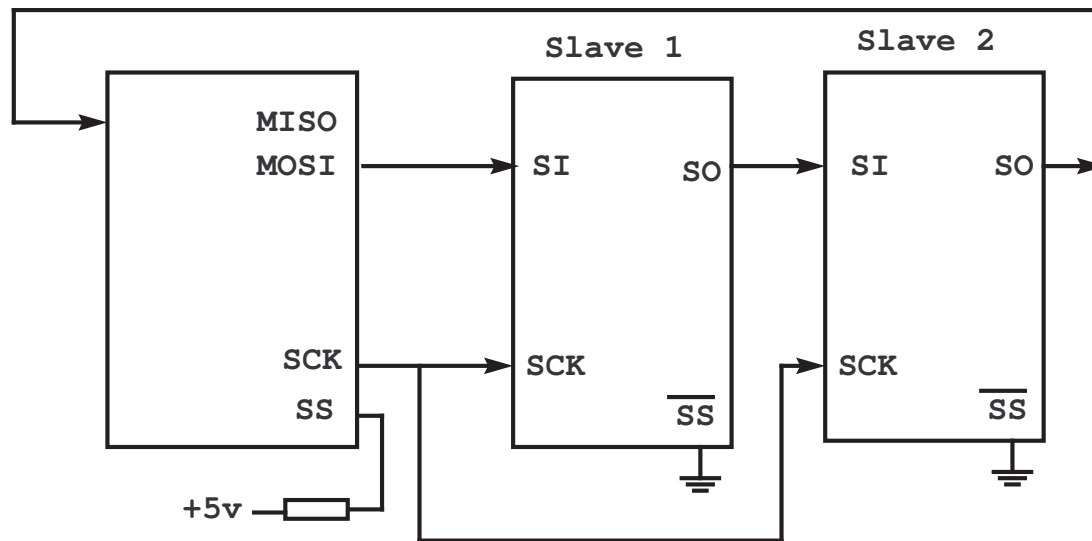 Slave 1
Slave 2
MISO
MOSI
SI
SO
SI
SO
SCK
SCK
SCK
SS
SS
SS
+5v